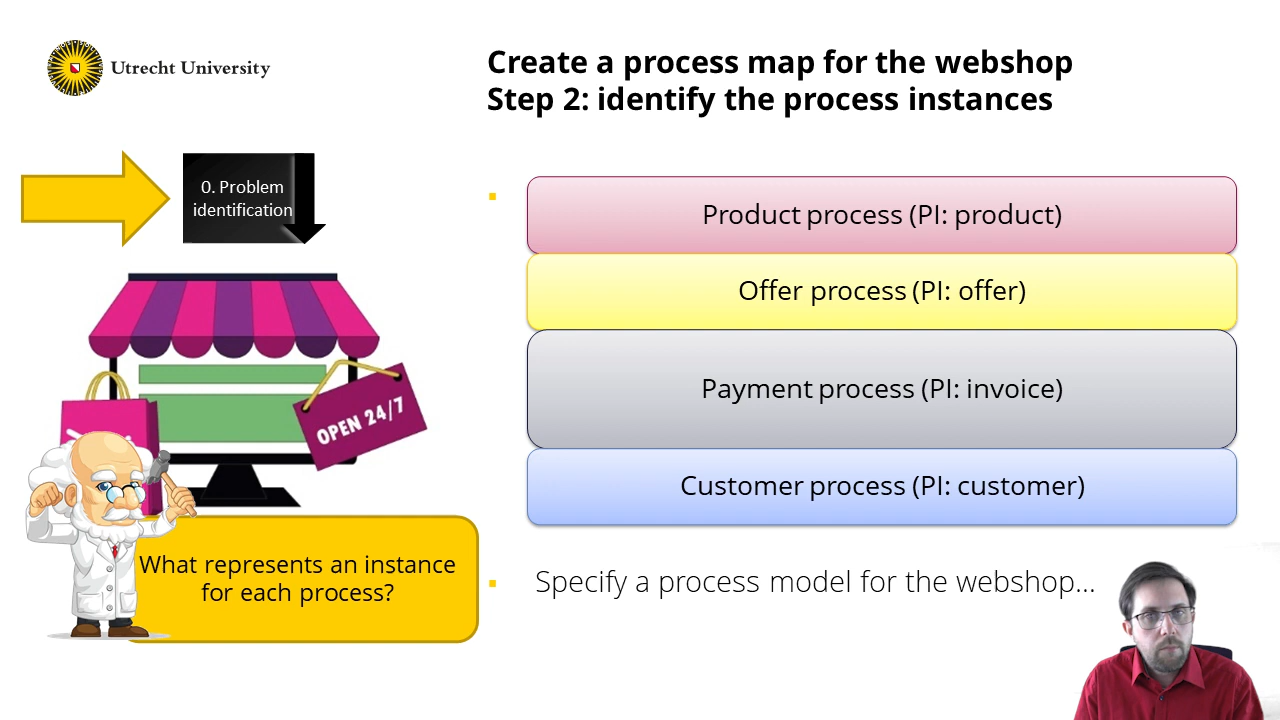 Utrecht University
Create a process map for the webshop
Step 2: identify the process instances
0. Problem
identification
Product process (PI: product)
Offer process (PI: offer)
Payment process (PI: invoice)
Customer process (PI: customer)
OPEN 24/7
What represents an instance
for each process?
Specify a process model for the webshop...